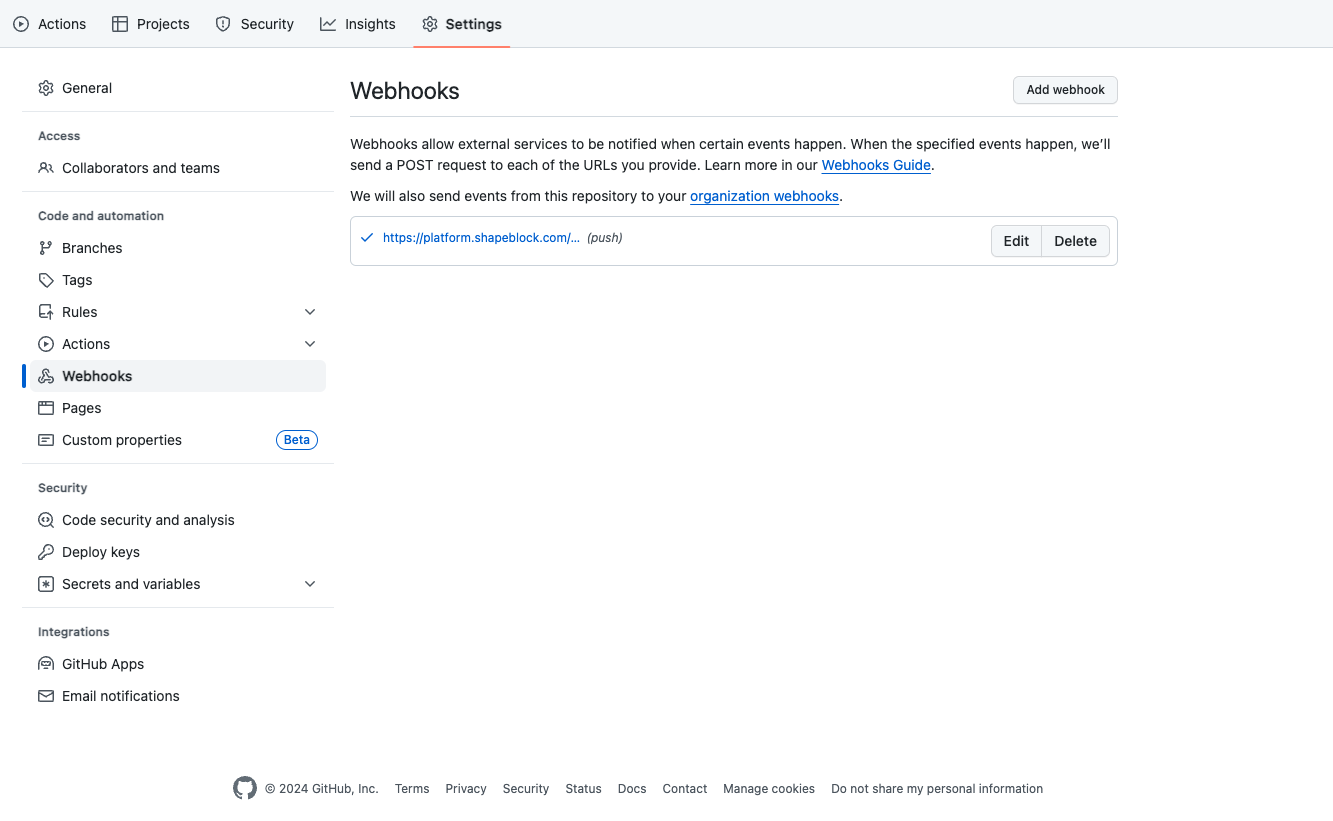 Actions Projects Security Insights Settings
General
Access
Collaborators and teams
Code and automation
Branches
Tags
Rules
Actions
Webhooks
Pages
Custom properties Beta
Security
Code security and analysis
Deploy keys
Secrets and variables
Integrations
GitHub Apps
Email notifications
Webhooks Add webhook
Webhooks allow external services to be notified when certain events happen. When the specified events happen, we’ll
send a POST request to each of the URLs you provide. Learn more in our Webhooks Guide.
We will also send events from this repository to your organization webhooks.
https://platform.shapeblock.com/... (push) Edit Delete
© 2024 GitHub, Inc. Terms Privacy Security Status Docs Contact Manage cookies Do not share my personal information